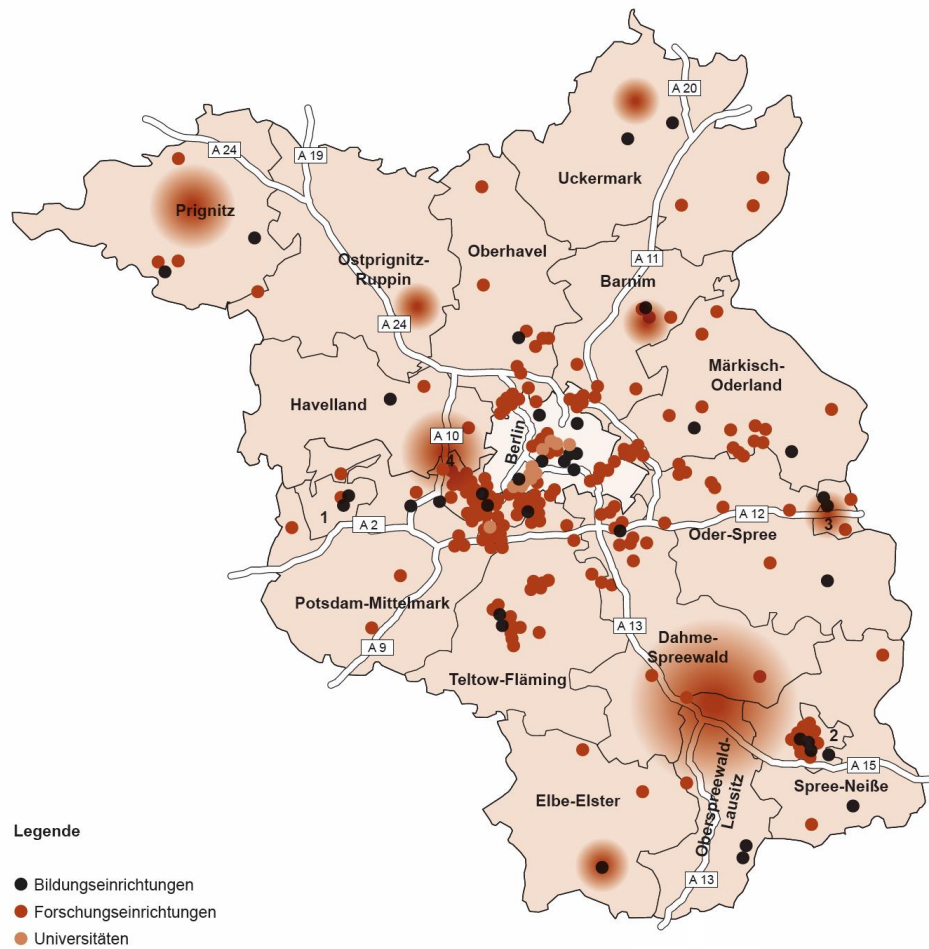 A 20
A 24
A 19
Uckermark
Prignitz
Oberhavel
Ostprignitz-
Ruppin
A 11
Barnim
A 24
Märkisch-
Oderland
Havelland
A 10
Berlin
4
1
A 2
A 12
3
Oder-Spree
Potsdam-Mittelmark
A 9
A 13
Dahme-
Spreewald
Teltow-Fläming
2
A 15
Spree-Neiße
Oberspreewald-
Lausitz
Elbe-Elster
A 13
Legende
Bildungseinrichtungen
Forschungseinrichtungen
Universitäten